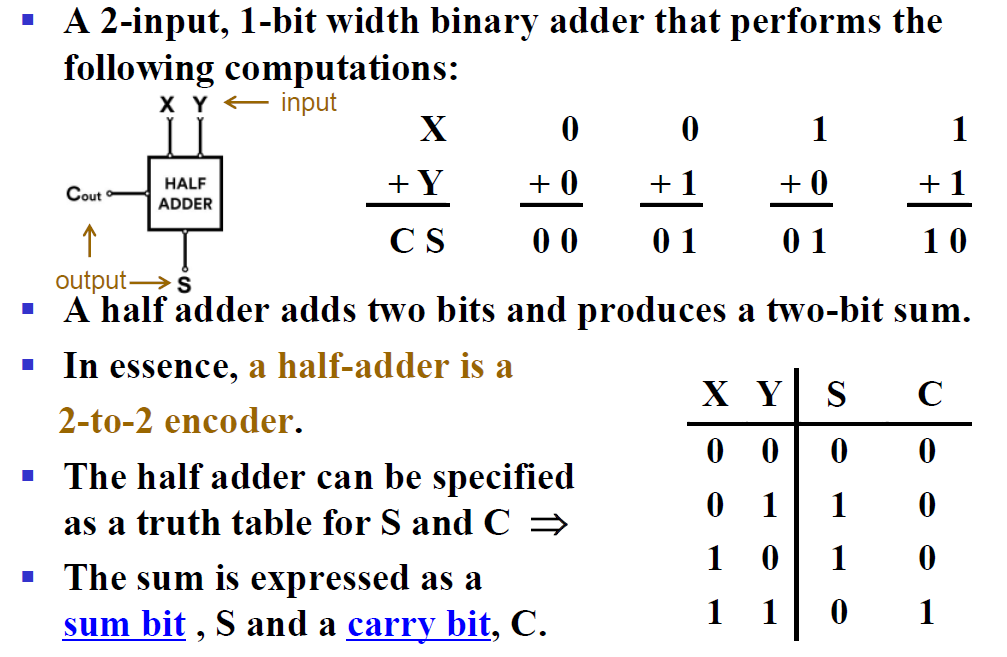 ▪ A 2-input, 1-bit width binary adder that performs the
following computations:
X Y ← input
HALF
ADDER
Cout
output → S
X 0 0 1 1
+ Y + 0 + 1 + 0 + 1
C S 0 0 0 1 0 1 1 0
▪ A half adder adds two bits and produces a two-bit sum.
▪ In essence, a half-adder is a
2-to-2 encoder.
▪ The half adder can be specified
as a truth table for S and C ⇒
▪ The sum is expressed as a
sum bit , S and a carry bit, C.
X Y S C
0 0 0 0
0 1 1 0
1 0 1 0
1 1 0 1